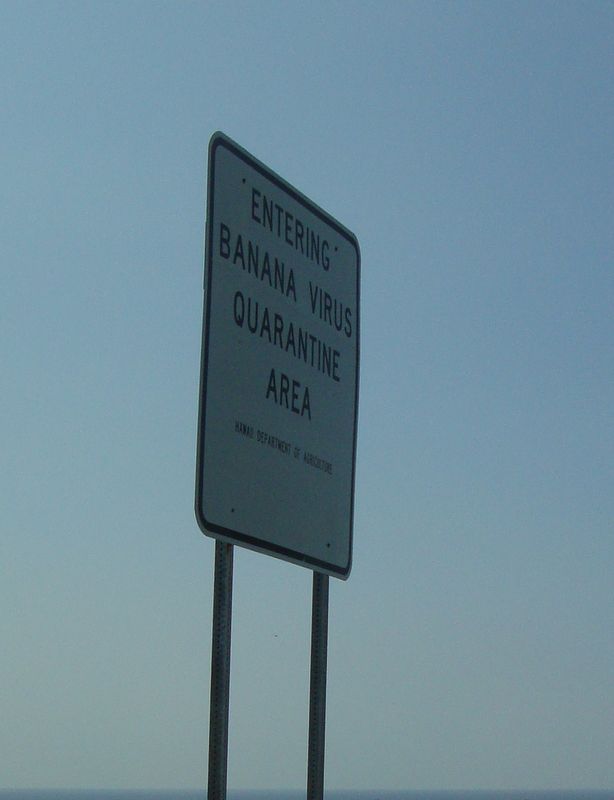 ENTERING
BANANA VIRUS
QUARANTINE
AREA
HAWAII DEPARTMENT OF AGRICULTURE